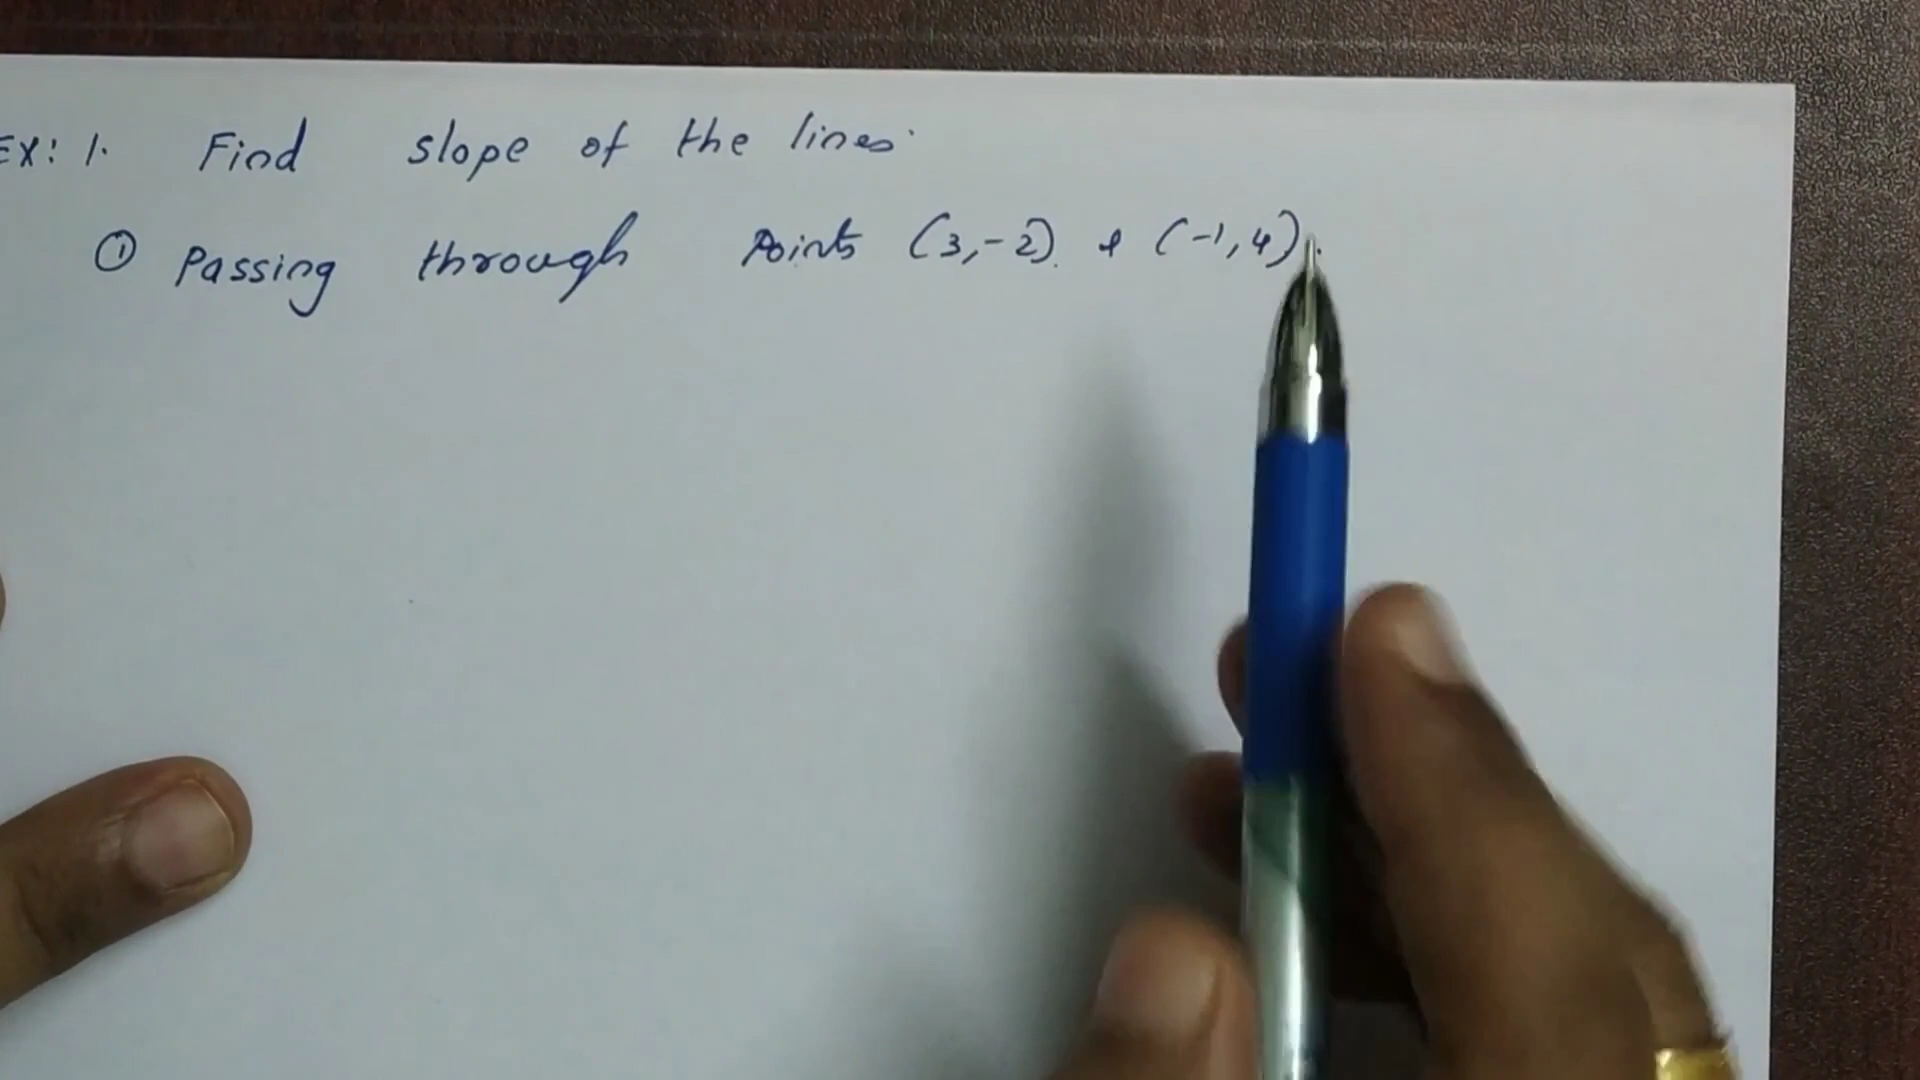 Ex: 1. Find slope of the lines.
① Passing through points (3,-2) & (-1,4).